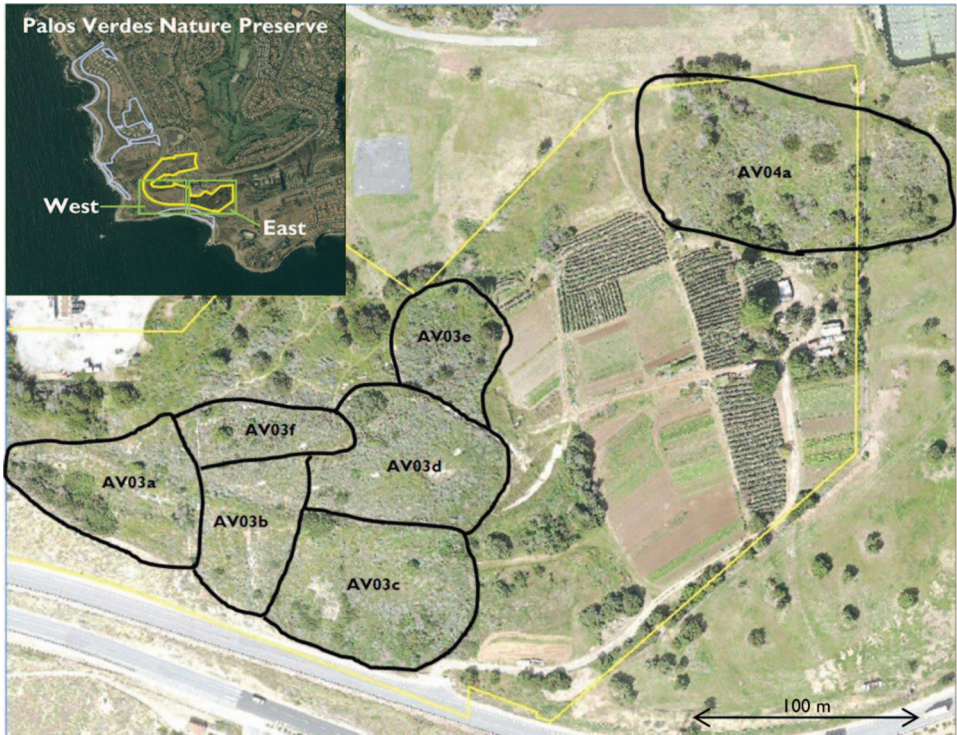 Palos Verdes Nature Preserve
West
East
AV04a
AV03e
AV03f
AV03d
AV03a
AV03b
AV03c
100 m